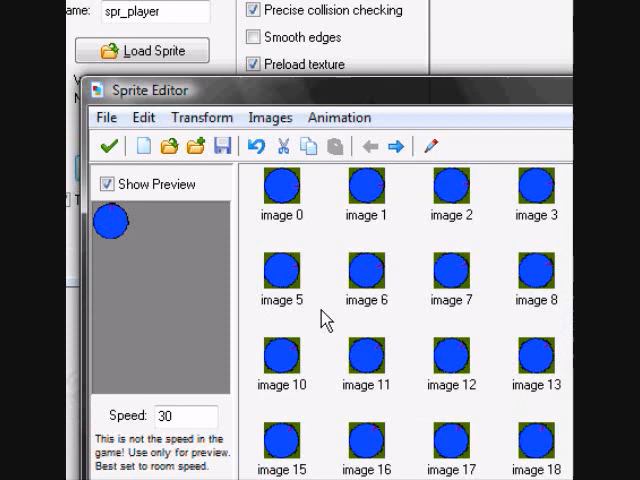 ame: spr_player
Precise collision checking
Smooth edges
Load Sprite
Preload texture
Sprite Editor
File Edit Transform Images Animation
Show Preview
image 0 image 1 image 2 image 3
image 5 image 6 image 7 image 8
image 10 image 11 image 12 image 13
Speed: 30
This is not the speed in the
game! Use only for preview.
Best set to room speed.
image 15 image 16 image 17 image 18